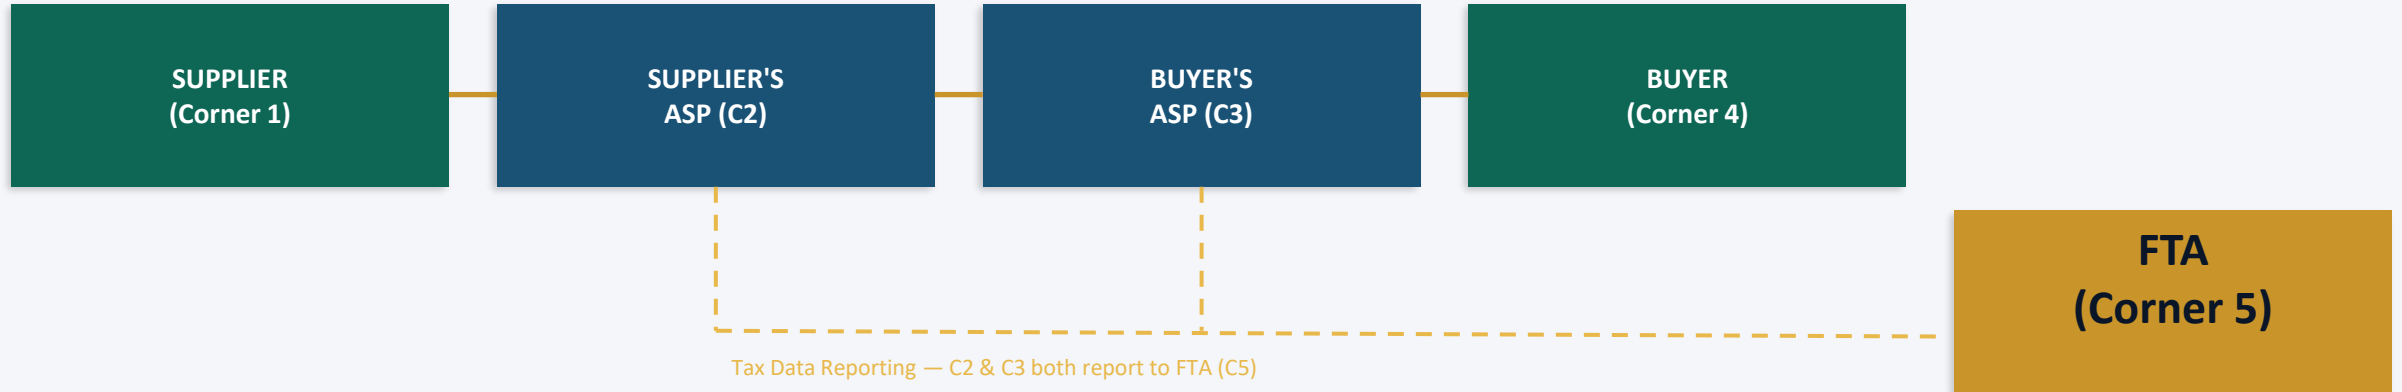 SUPPLIER
(Corner 1)
SUPPLIER'S
ASP (C2)
BUYER'S
ASP (C3)
BUYER
(Corner 4)
FTA
(Corner 5)
Tax Data Reporting — C2 & C3 both report to FTA (C5)